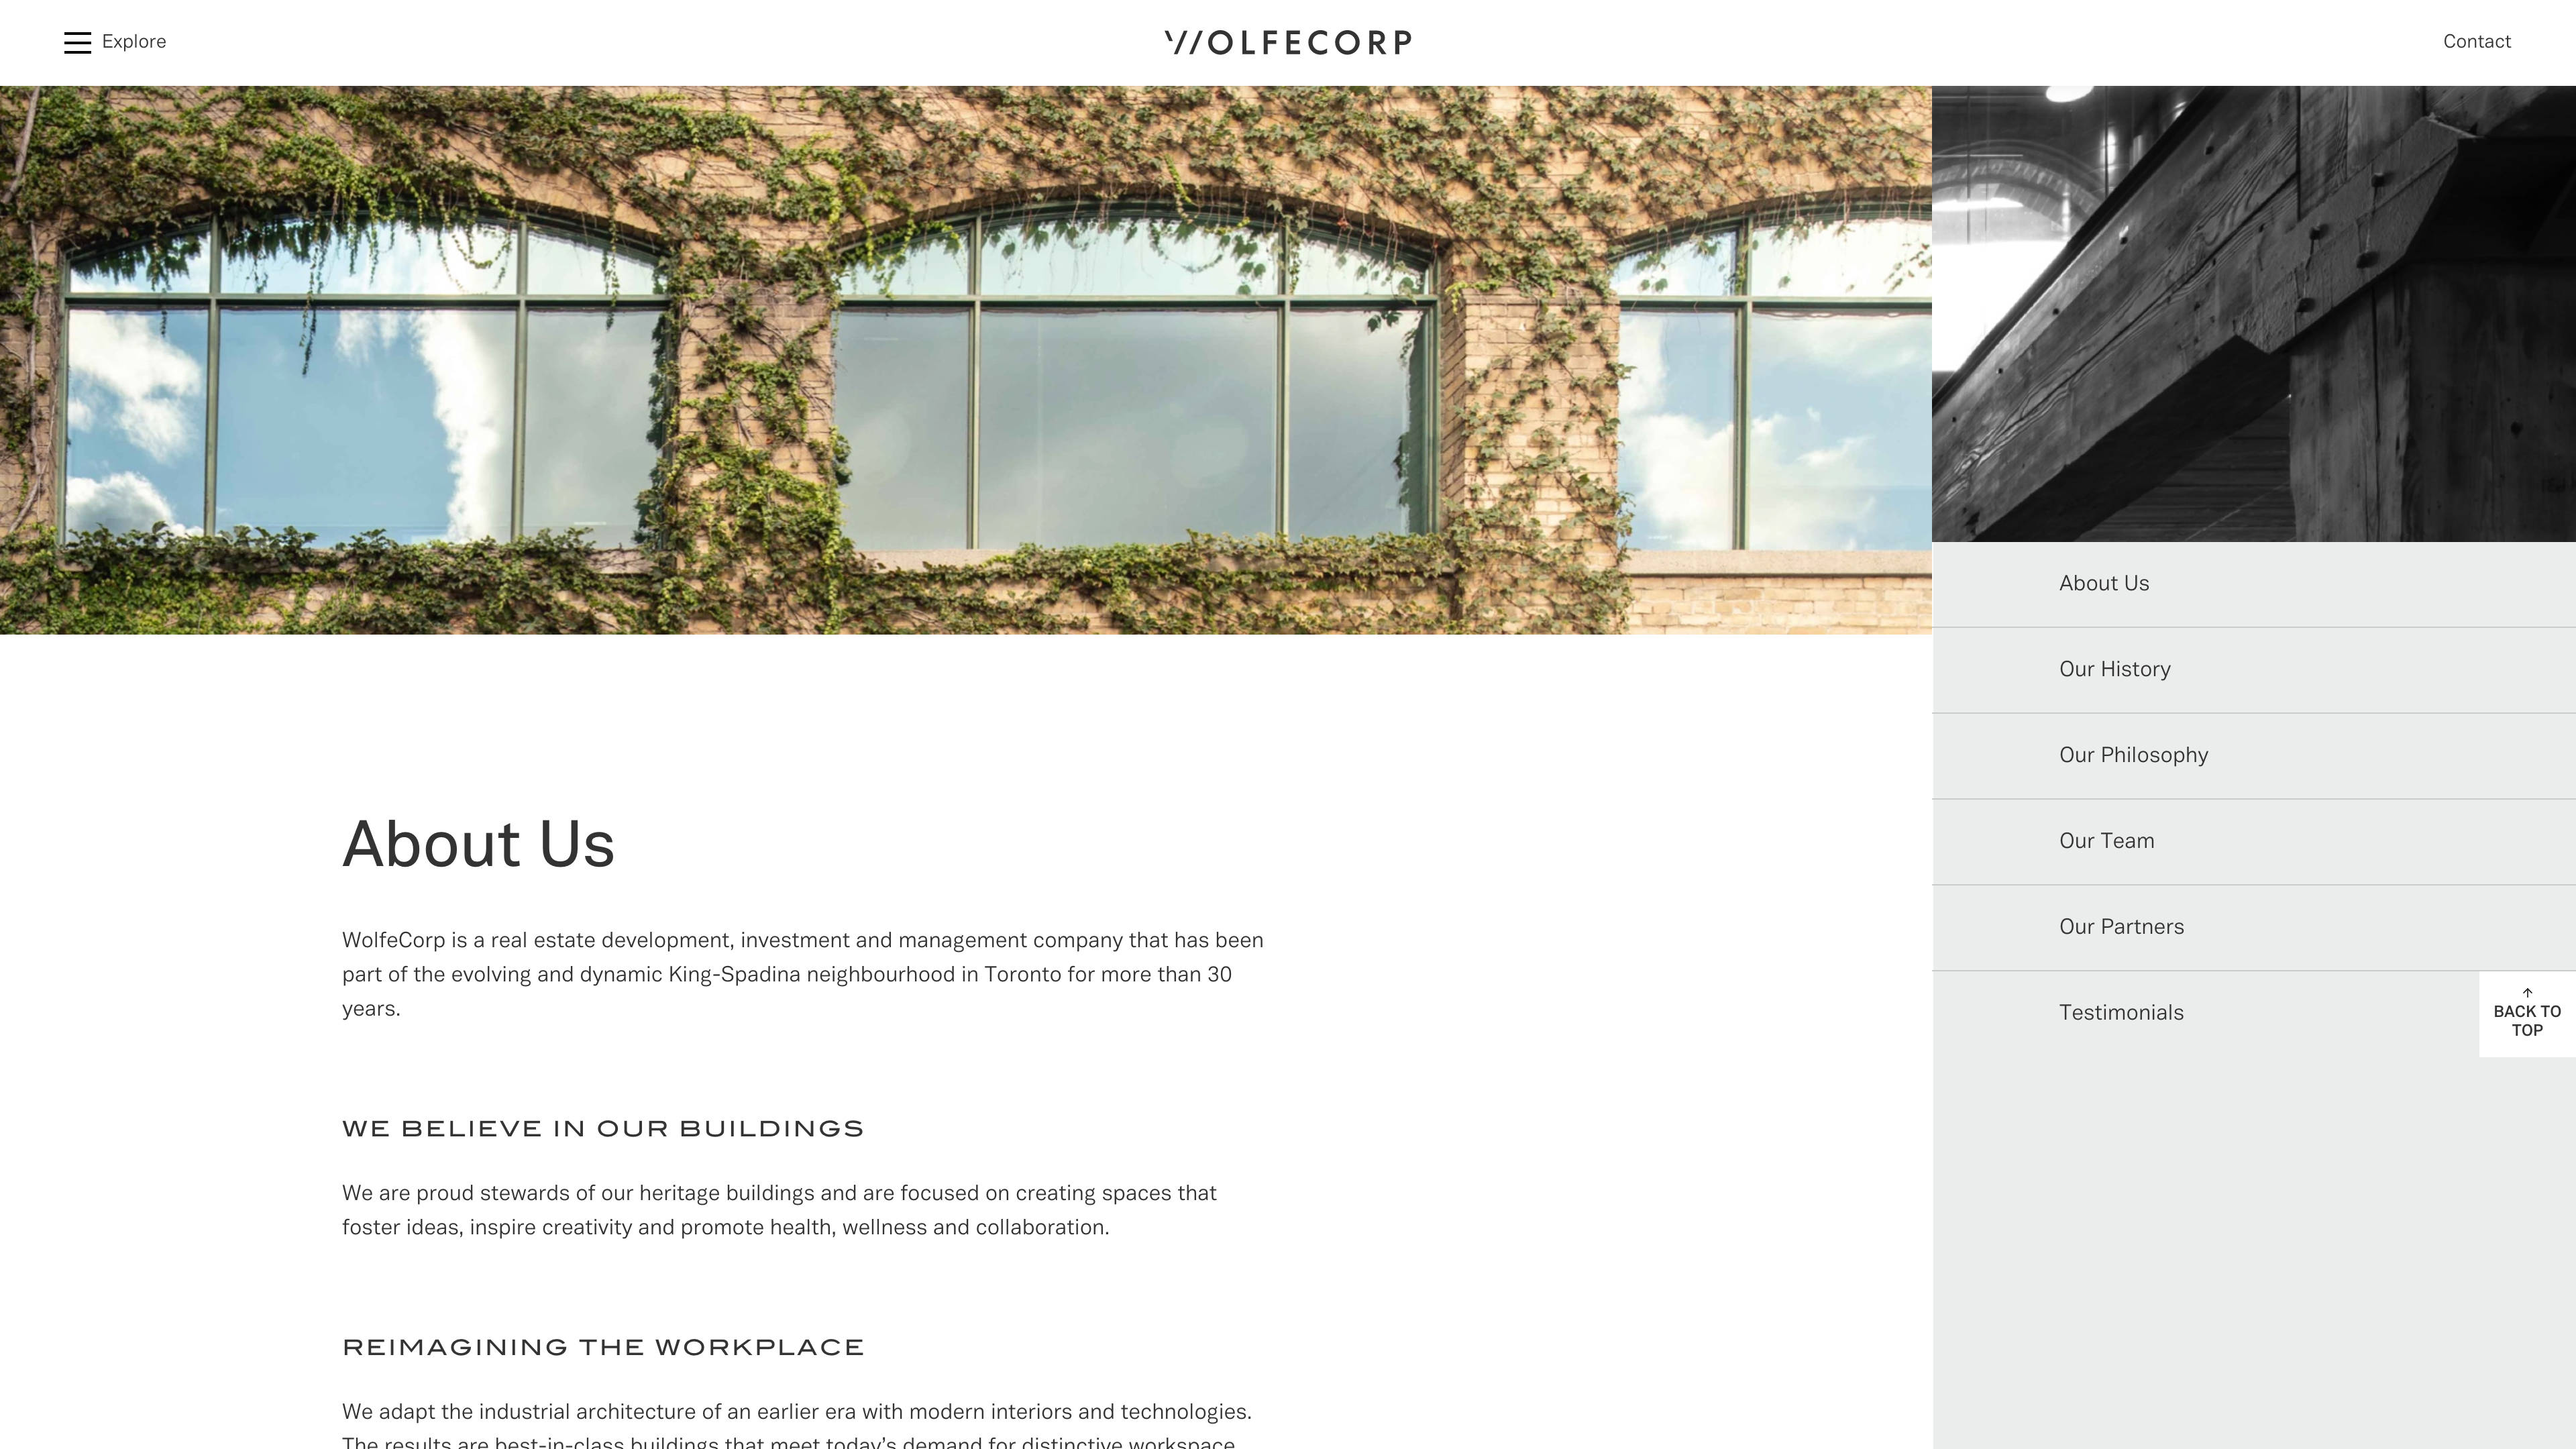 Explore
WOLFECORP
Contact
About Us
Our History
Our Philosophy
Our Team
Our Partners
Testimonials
BACK TO
TOP
About Us
WolfeCorp is a real estate development, investment and management company that has been
part of the evolving and dynamic King-Spadina neighbourhood in Toronto for more than 30
years.
WE BELIEVE IN OUR BUILDINGS
We are proud stewards of our heritage buildings and are focused on creating spaces that
foster ideas, inspire creativity and promote health, wellness and collaboration.
REIMAGINING THE WORKPLACE
We adapt the industrial architecture of an earlier era with modern interiors and technologies.
The results are best-in-class buildings that meet today's demand for distinctive workspace